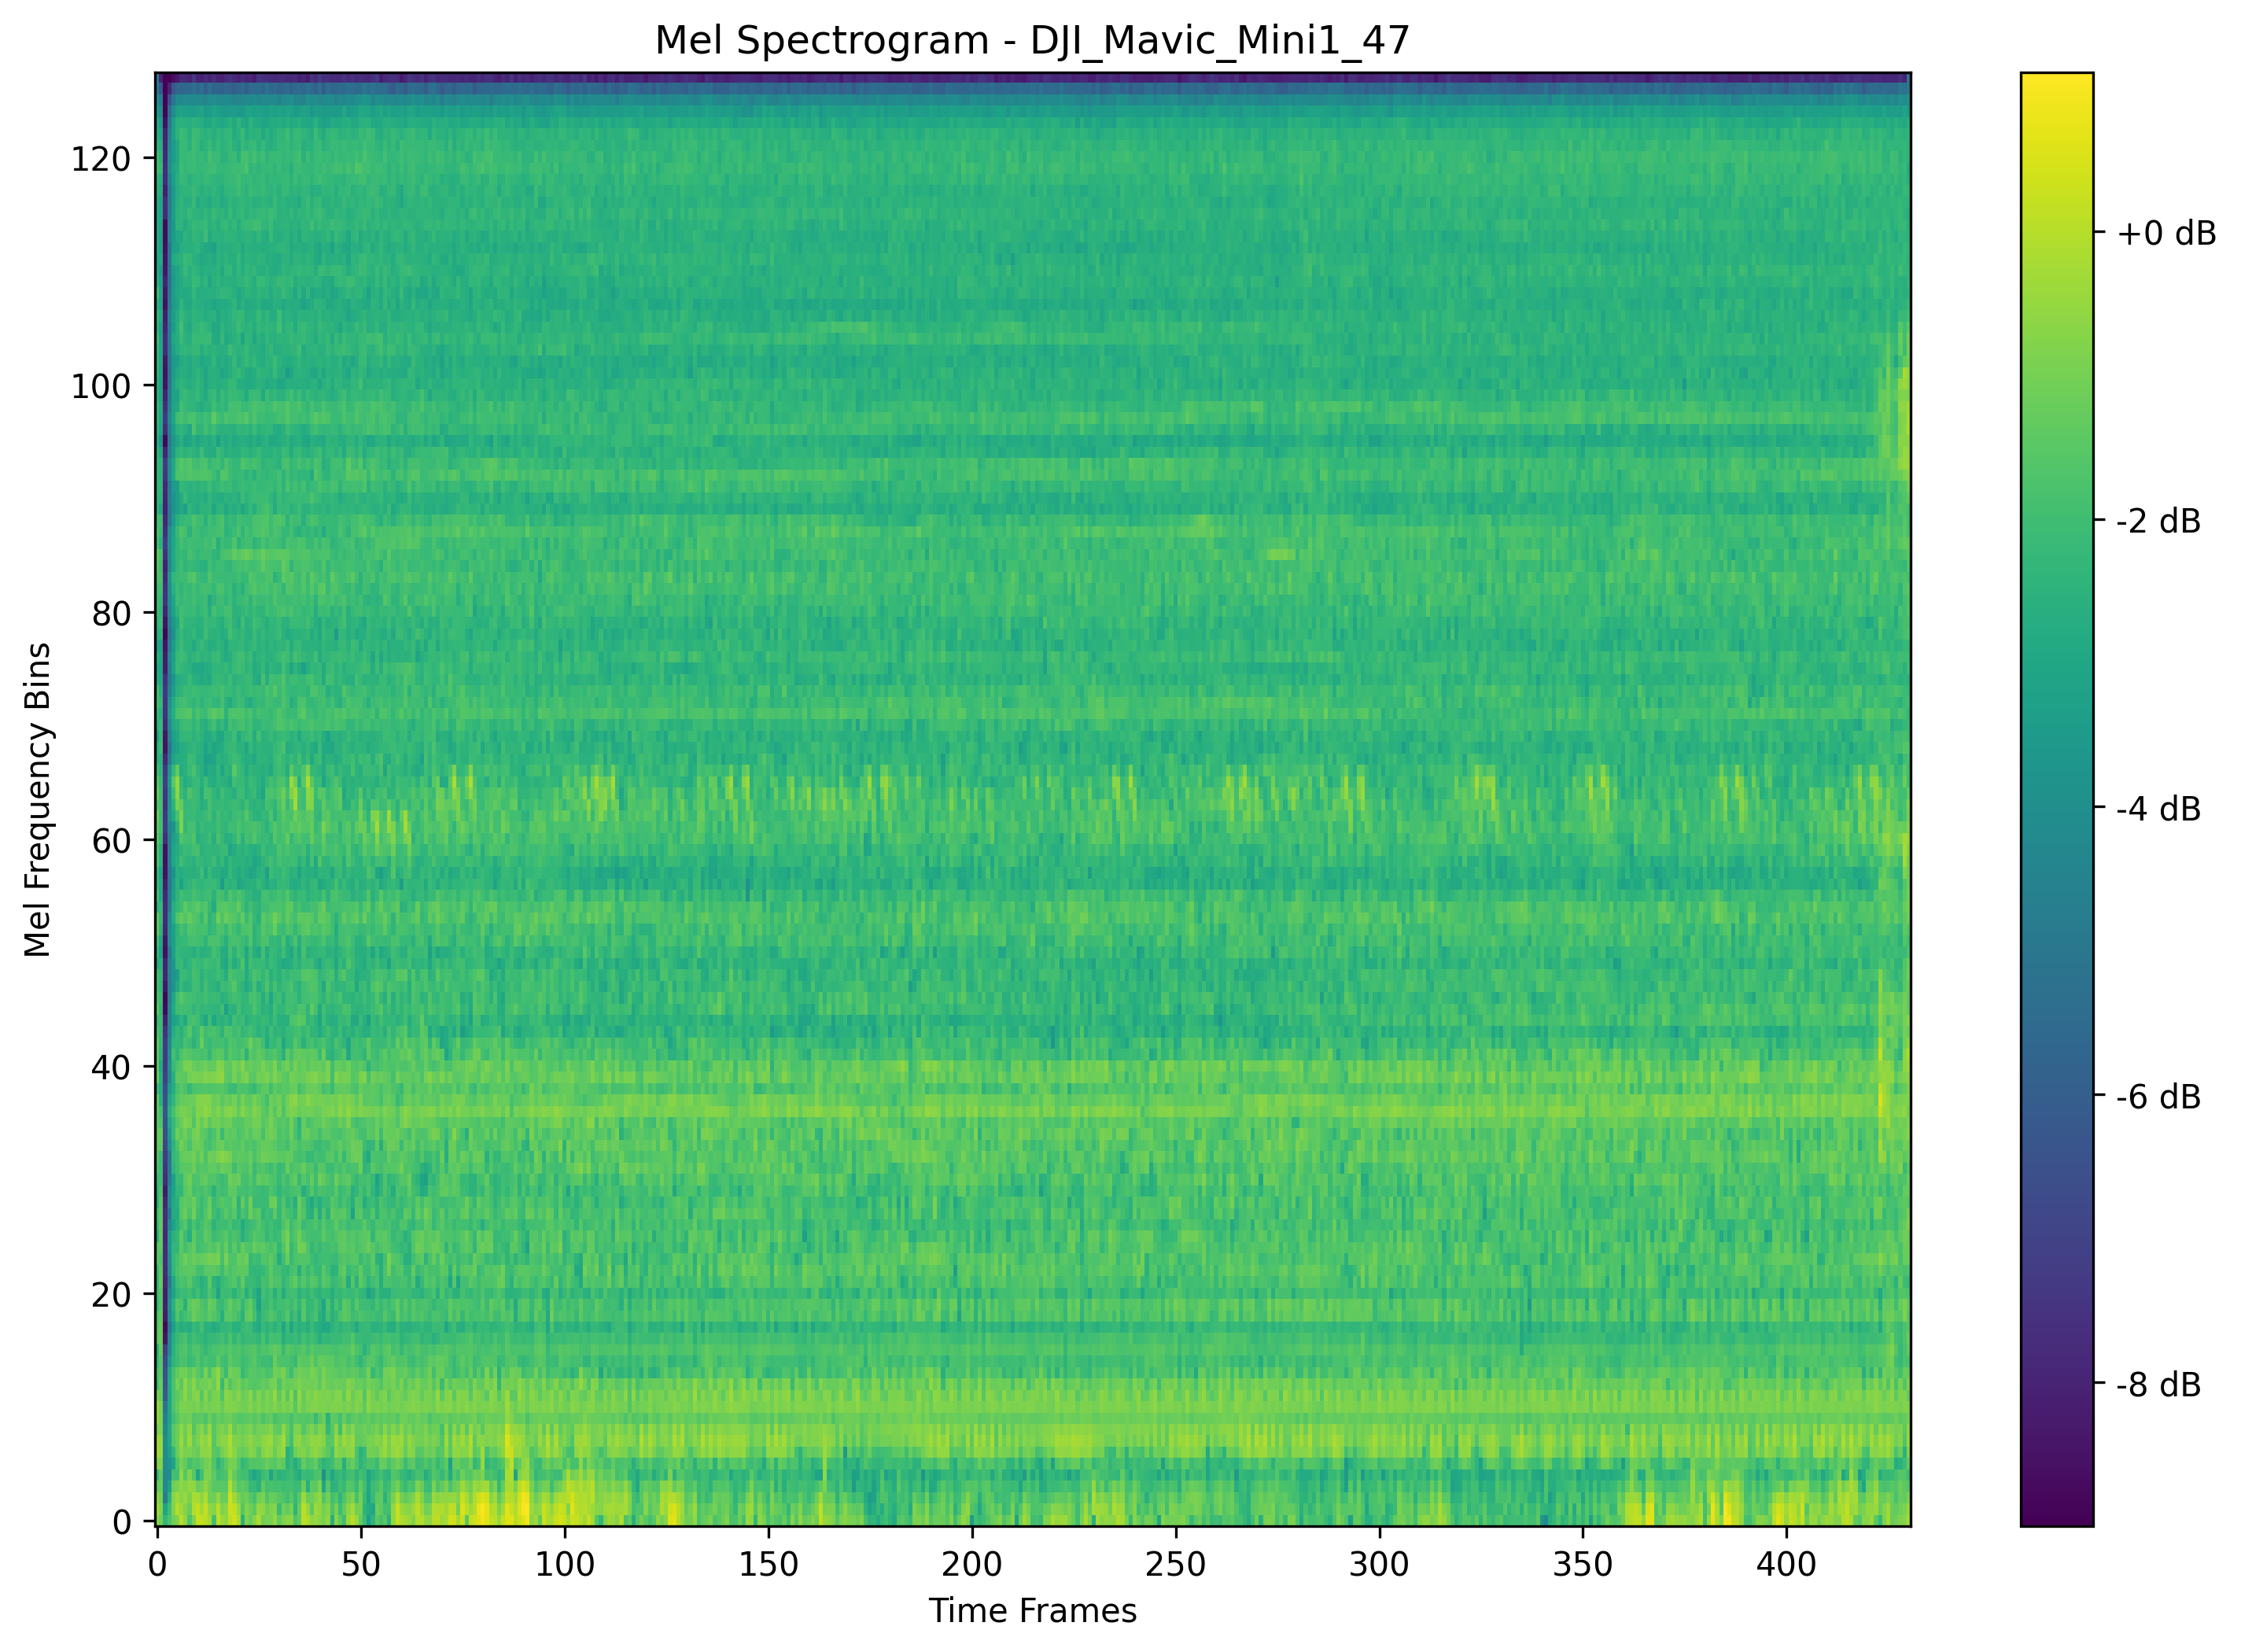 Mel Spectrogram - DJI_Mavic_Mini1_47
Mel Frequency Bins
120
100
80
60
40
20
0
0 50 100 150 200 250 300 350 400
Time Frames
+0 dB
-2 dB
-4 dB
-6 dB
-8 dB